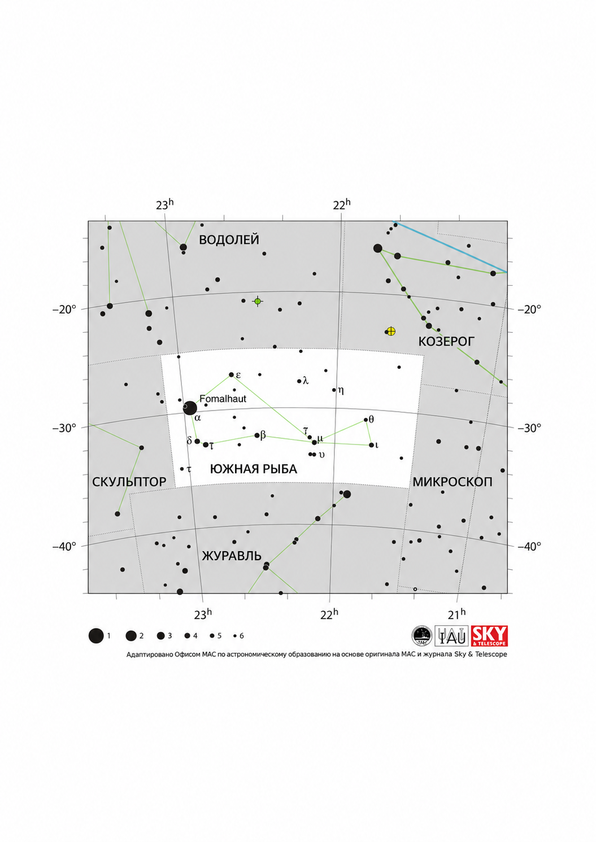 23h 22h
ВОДОЛЕЙ
−20° −20°
КОЗЕРОГ
ε λ η
Fomalhaut
α θ
−30° −30°
δ γ β τ μ ι
υ
τ ЮЖНАЯ РЫБА
СКУЛЬПТОР МИКРОСКОП
−40° ЖУРАВЛЬ −40°
23h 22h 21h
1 2 3 4 5 6 IAU SKY
& TELESCOPE
Адаптировано Офисом МАС по астрономическому образованию на основе оригинала МАС и журнала Sky & Telescope